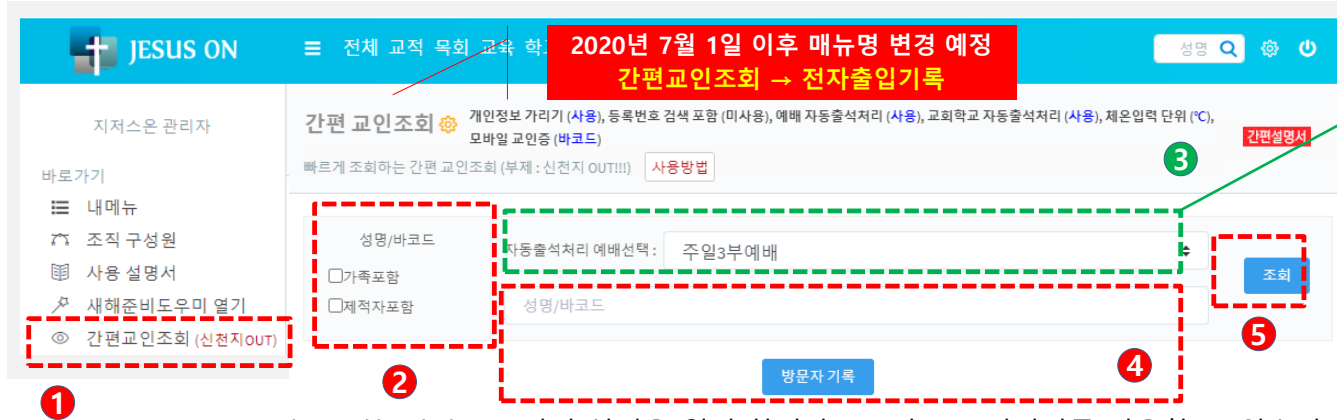 JESUS ON
전체 교적 목회 교육
2020년 7월 1일 이후 매뉴명 변경 예정
간편교인조회 → 전자출입기록
성명
지저스온 관리자
간편 교인조회
개인정보 가리기 (사용), 등록번호 검색 포함 (미사용), 예배 자동출석처리 (사용), 교회학교 자동출석처리 (사용), 체온입력 단위 (℃),
모바일 교인증 (바코드)
간편설명서
빠르게 조회하는 간편 교인조회 (부제 : 신천지 OUT!!!)
사용방법
3
바로가기
내메뉴
조직 구성원
사용 설명서
새해준비도우미 열기
간편교인조회 (신천지OUT)
1
성명/바코드
가족포함
제적자포함
2
자동출석처리 예배선택 :
주일3부예배
성명/바코드
방문자 기록
4
조회
5